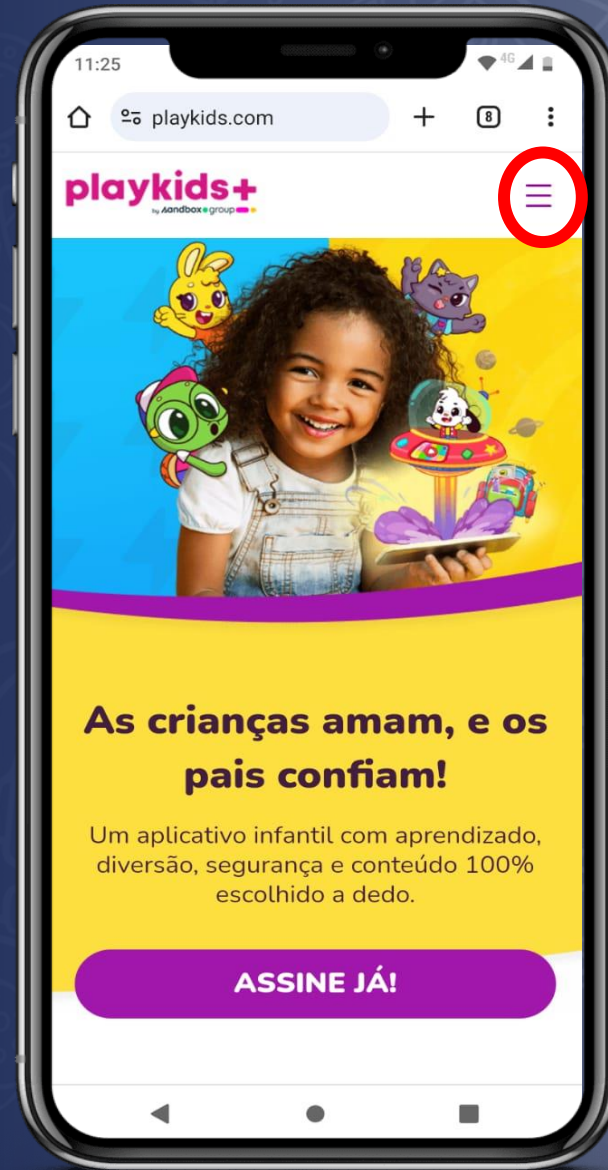 11:25
4G
playkids.com
8
playkids+
by sandbox group
As crianças amam, e os
pais confiam!
Um aplicativo infantil com aprendizado,
diversão, segurança e conteúdo 100%
escolhido a dedo.
ASSINE JÁ!